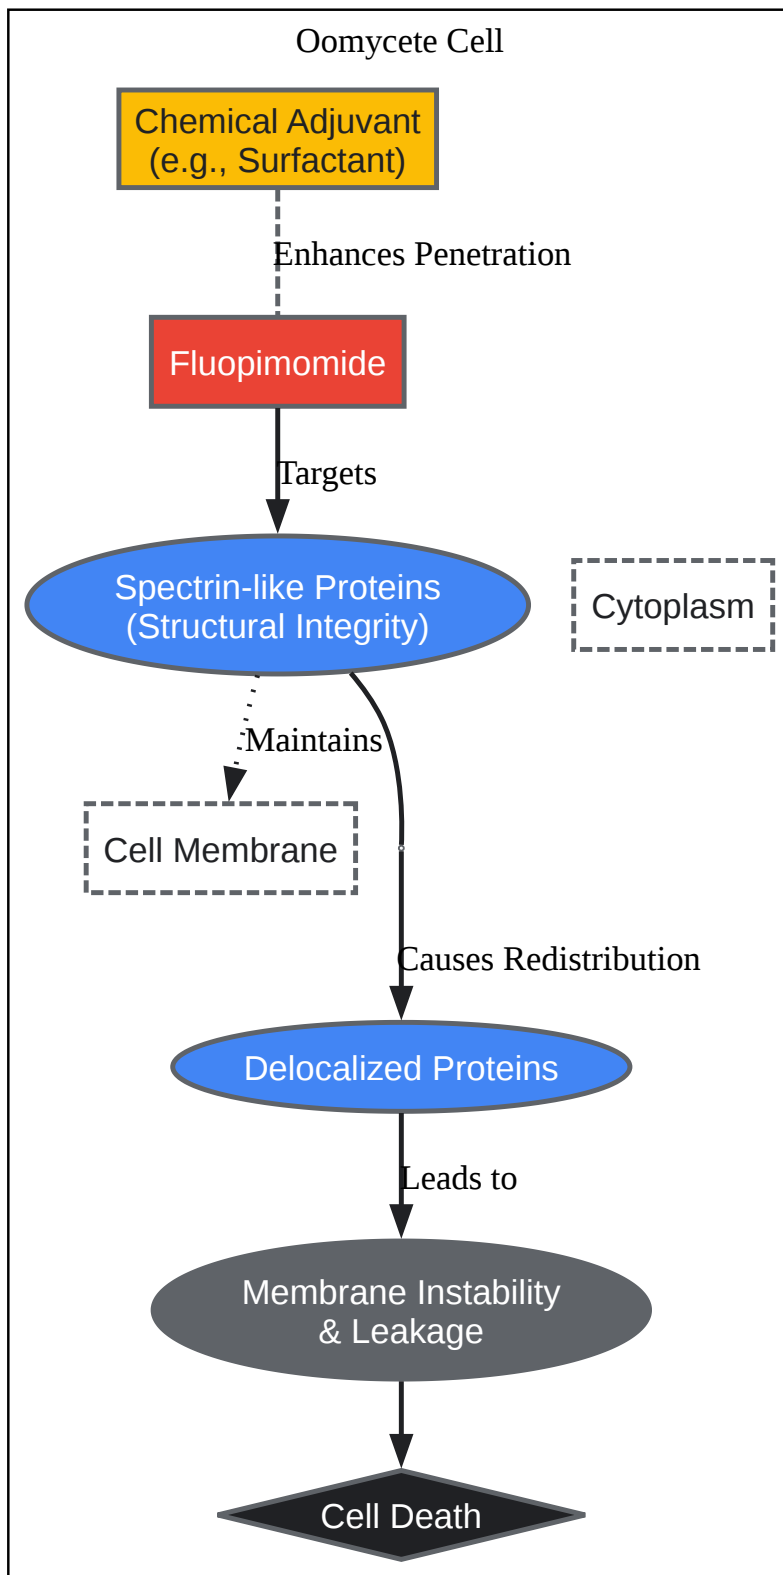 Oomycete Cell
Chemical Adjuvant
(e.g., Surfactant)
Enhances Penetration
Fluopimomide
Targets
Spectrin-like Proteins
(Structural Integrity)
Cytoplasm
Maintains
Cell Membrane
Causes Redistribution
Delocalized Proteins
Leads to
Membrane Instability
& Leakage
Cell Death